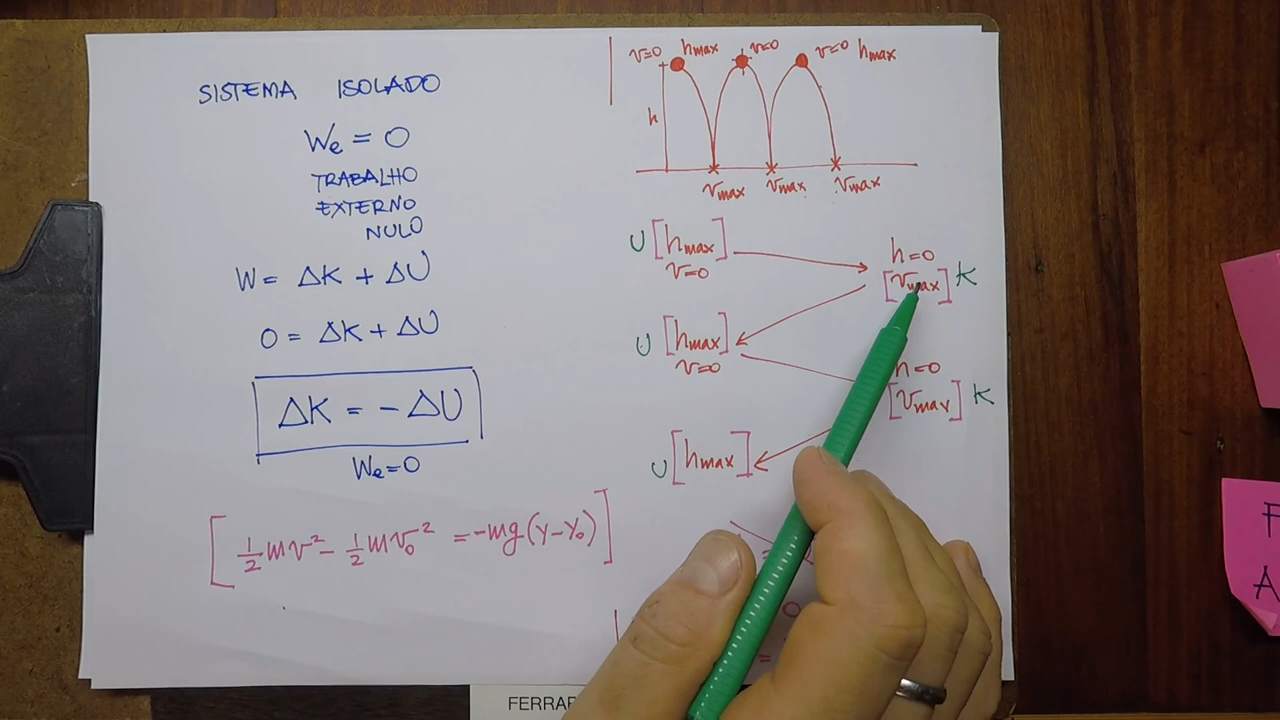 SISTEMA ISOLADO
We = 0
TRABALHO
EXTERNO
NULO
W = ΔK + ΔU
0 = ΔK + ΔU
ΔK = - ΔU
We=0
[½mv² - ½mv₀² = -mg(y-y₀)]
v=0 hmax v=0 v=0 hmax
h
vmax vmax vmax
U [hmax]
v=0
h=0
[vmax] K
U [hmax]
v=0
h=0
[vmax] K
U [hmax]
FERRAR
F
A